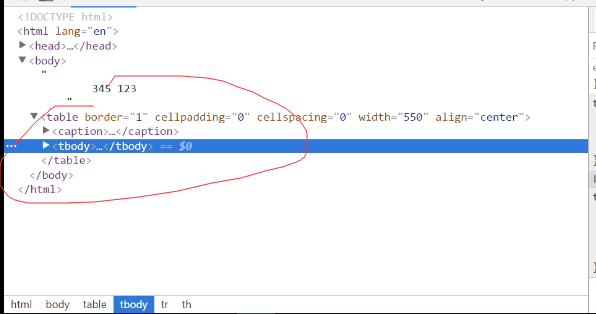 <!DOCTYPE html>
<html lang="en">
▶<head>…</head>
▼<body>
"
345 123
"
▼<table border="1" cellpadding="0" cellspacing="0" width="550" align="center">
▶<caption>…</caption>
… ▶<tbody>…</tbody> == $0
</table>
</body>
</html>
html body table tbody tr th